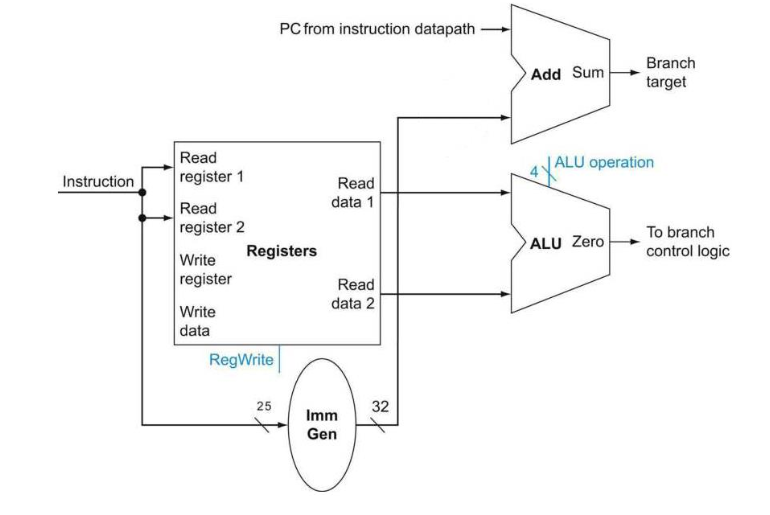 PC from instruction datapath
Add Sum
Branch
target
Instruction
Read
register 1
Read
register 2
Write
register
Write
data
Registers
Read
data 1
Read
data 2
RegWrite
4
ALU operation
ALU Zero
To branch
control logic
25
Imm
Gen
32